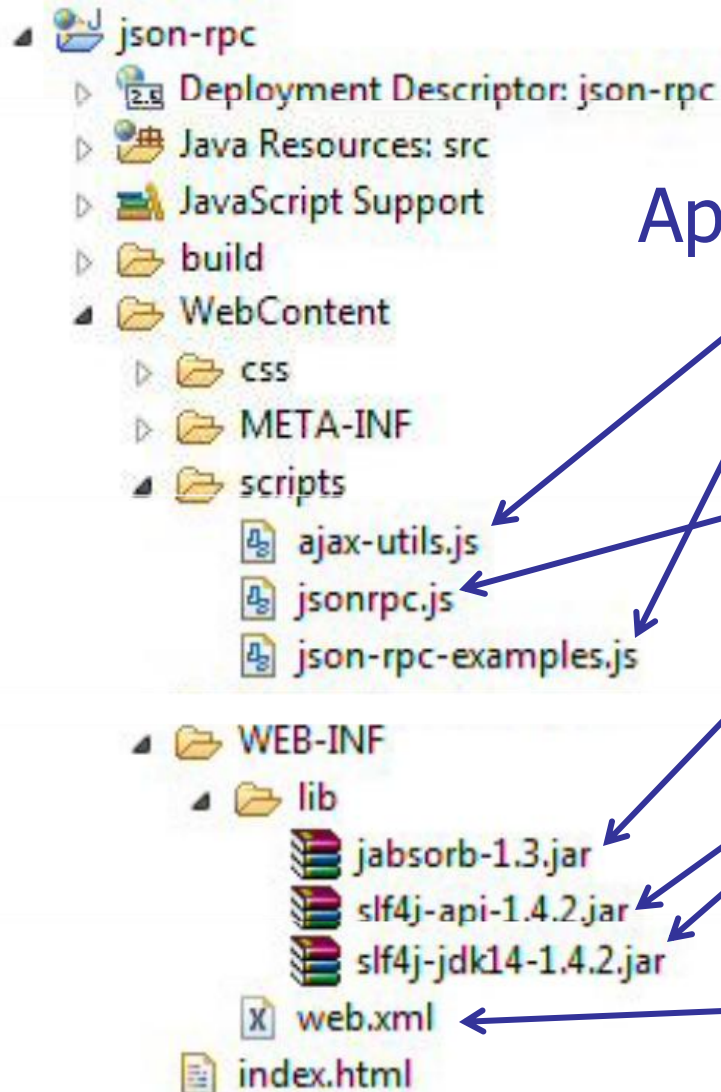 json-rpc
Deployment Descriptor: json-rpc
Java Resources: src
JavaScript Support
Ap
build
WebContent
css
META-INF
scripts
ajax-utils.js
jsonrpc.js
json-rpc-examples.js
WEB-INF
lib
jabsorb-1.3.jar
slf4j-api-1.4.2.jar
slf4j-jdk14-1.4.2.jar
web.xml
index.html